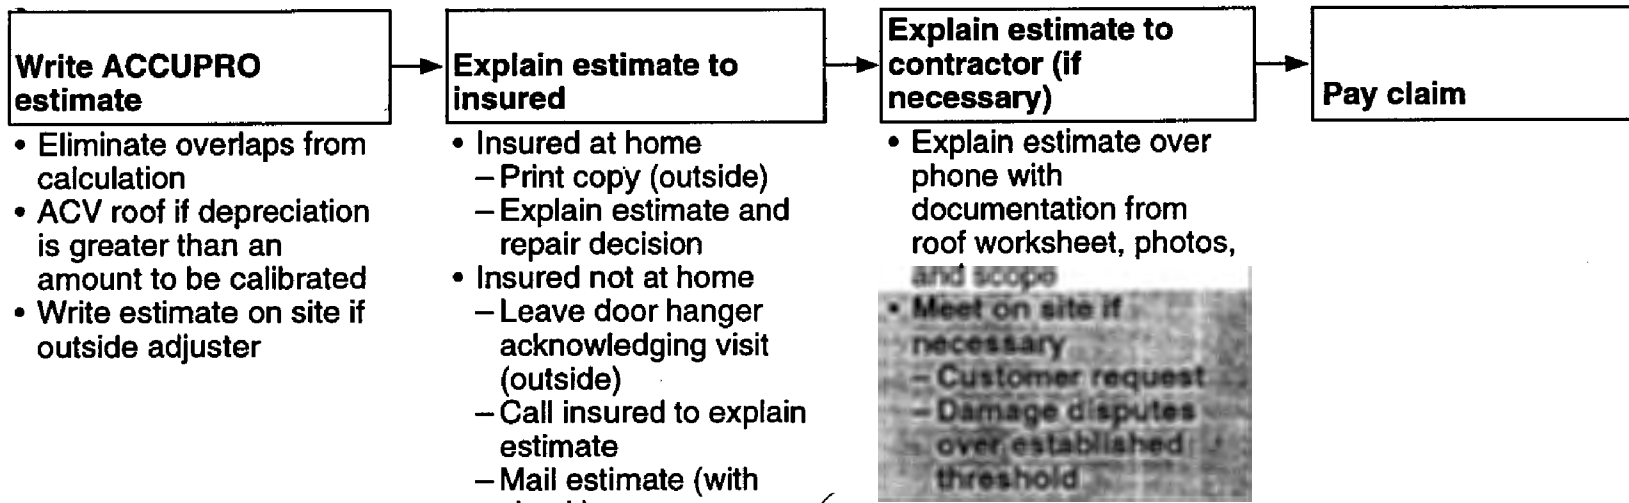 Write ACCUPRO
estimate
• Eliminate overlaps from
calculation
• ACV roof if depreciation
is greater than an
amount to be calibrated
• Write estimate on site if
outside adjuster
Explain estimate to
insured
• Insured at home
– Print copy (outside)
– Explain estimate and
repair decision
• Insured not at home
– Leave door hanger
acknowledging visit
(outside)
– Call insured to explain
estimate
– Mail estimate (with
Explain estimate to
contractor (if
necessary)
• Explain estimate over
phone with
documentation from
roof worksheet, photos,
and scope
• Meet on site if
necessary
– Customer request
– Damage disputes
over established
threshold
Pay claim